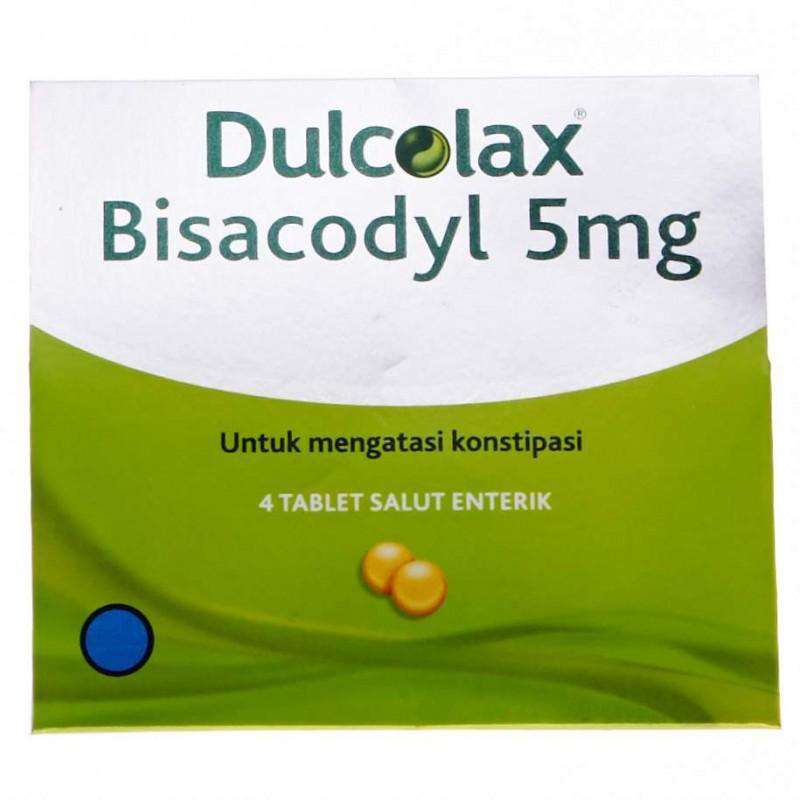 Dulcolax®
Bisacodyl 5mg
Untuk mengatasi konstipasi
4 TABLET SALUT ENTERIK